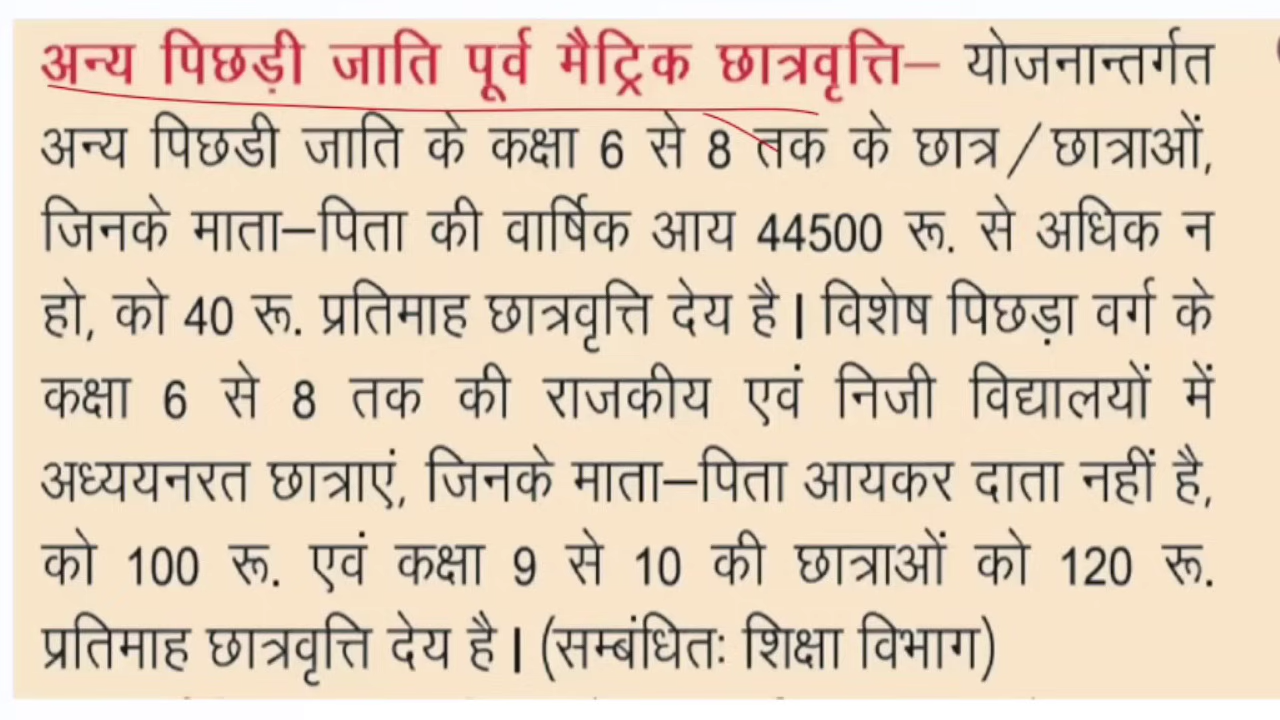 अन्य पिछड़ी जाति पूर्व मैट्रिक छात्रवृत्ति– योजनान्तर्गत
अन्य पिछडी जाति के कक्षा 6 से 8 तक के छात्र/छात्राओं,
जिनके माता–पिता की वार्षिक आय 44500 रू. से अधिक न
हो, को 40 रू. प्रतिमाह छात्रवृत्ति देय है। विशेष पिछड़ा वर्ग के
कक्षा 6 से 8 तक की राजकीय एवं निजी विद्यालयों में
अध्ययनरत छात्राएं, जिनके माता–पिता आयकर दाता नहीं है,
को 100 रू. एवं कक्षा 9 से 10 की छात्राओं को 120 रू.
प्रतिमाह छात्रवृत्ति देय है। (सम्बंधितः शिक्षा विभाग)